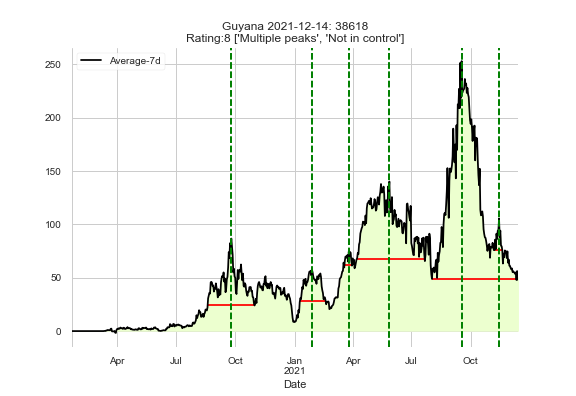 Guyana 2021-12-14: 38618
Rating:8 ['Multiple peaks', 'Not in control']
Average-7d
250
200
150
100
50
0
Apr Jul Oct Jan Apr Jul Oct
2021
Date